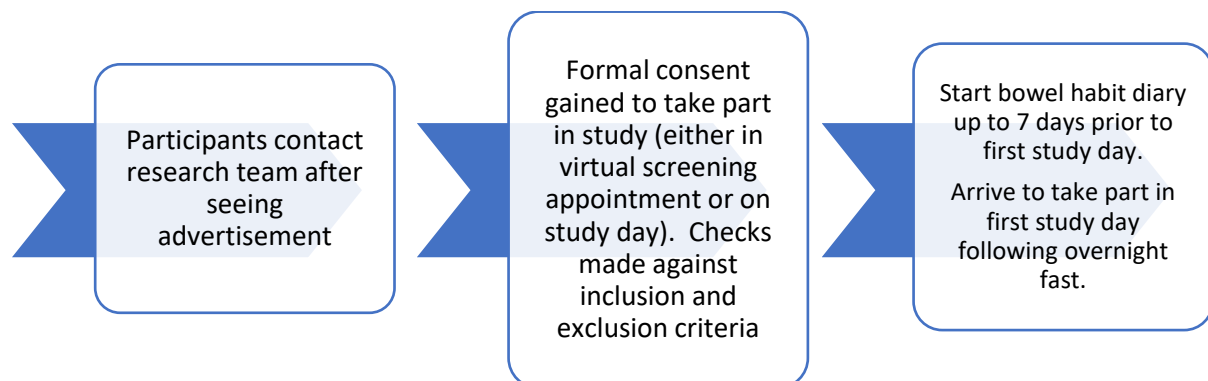 Participants contact
research team after
seeing
advertisement
Formal consent
gained to take part
in study (either in
virtual screening
appointment or on
study day).  Checks
made against
inclusion and
exclusion criteria
Start bowel habit diary
up to 7 days prior to
first study day.
Arrive to take part in
first study day
following overnight
fast.